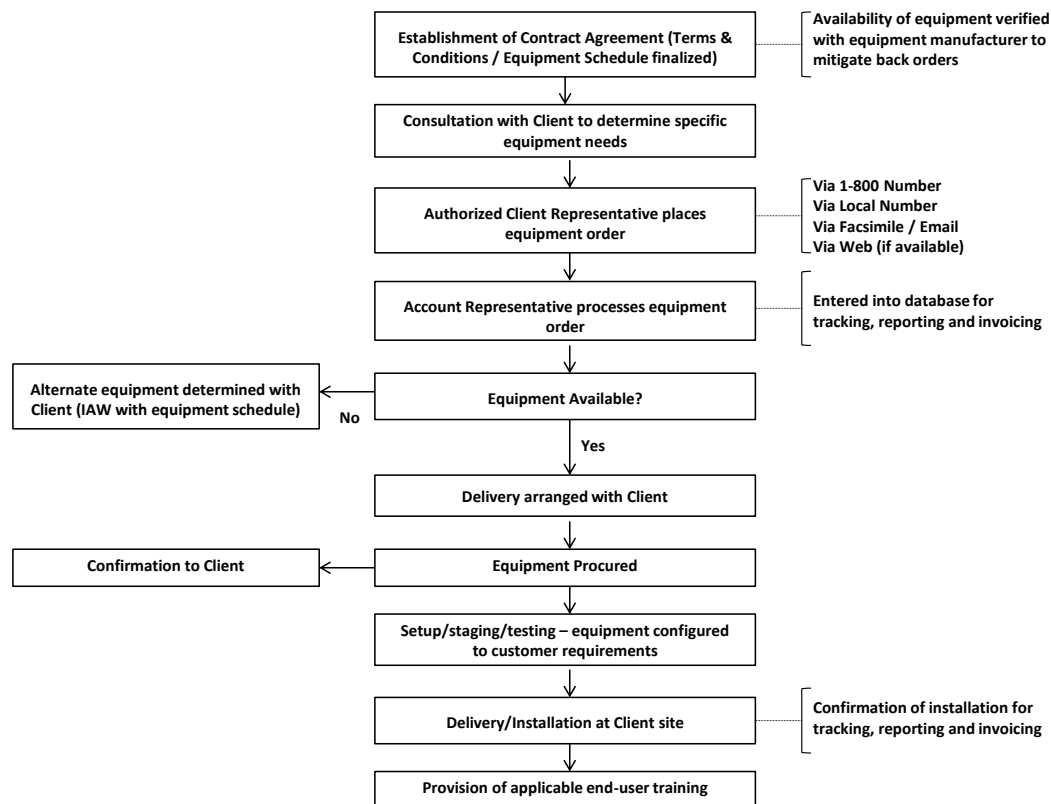 Establishment of Contract Agreement (Terms &
Conditions / Equipment Schedule finalized)
Availability of equipment verified
with equipment manufacturer to
mitigate back orders
Consultation with Client to determine specific
equipment needs
Authorized Client Representative places
equipment order
Via 1-800 Number
Via Local Number
Via Facsimile / Email
Via Web (if available)
Account Representative processes equipment
order
Entered into database for
tracking, reporting and invoicing
Equipment Available?
Alternate equipment determined with
Client (IAW with equipment schedule)
No
Yes
Delivery arranged with Client
Equipment Procured
Confirmation to Client
Setup/staging/testing – equipment configured
to customer requirements
Delivery/Installation at Client site
Confirmation of installation for
tracking, reporting and invoicing
Provision of applicable end-user training